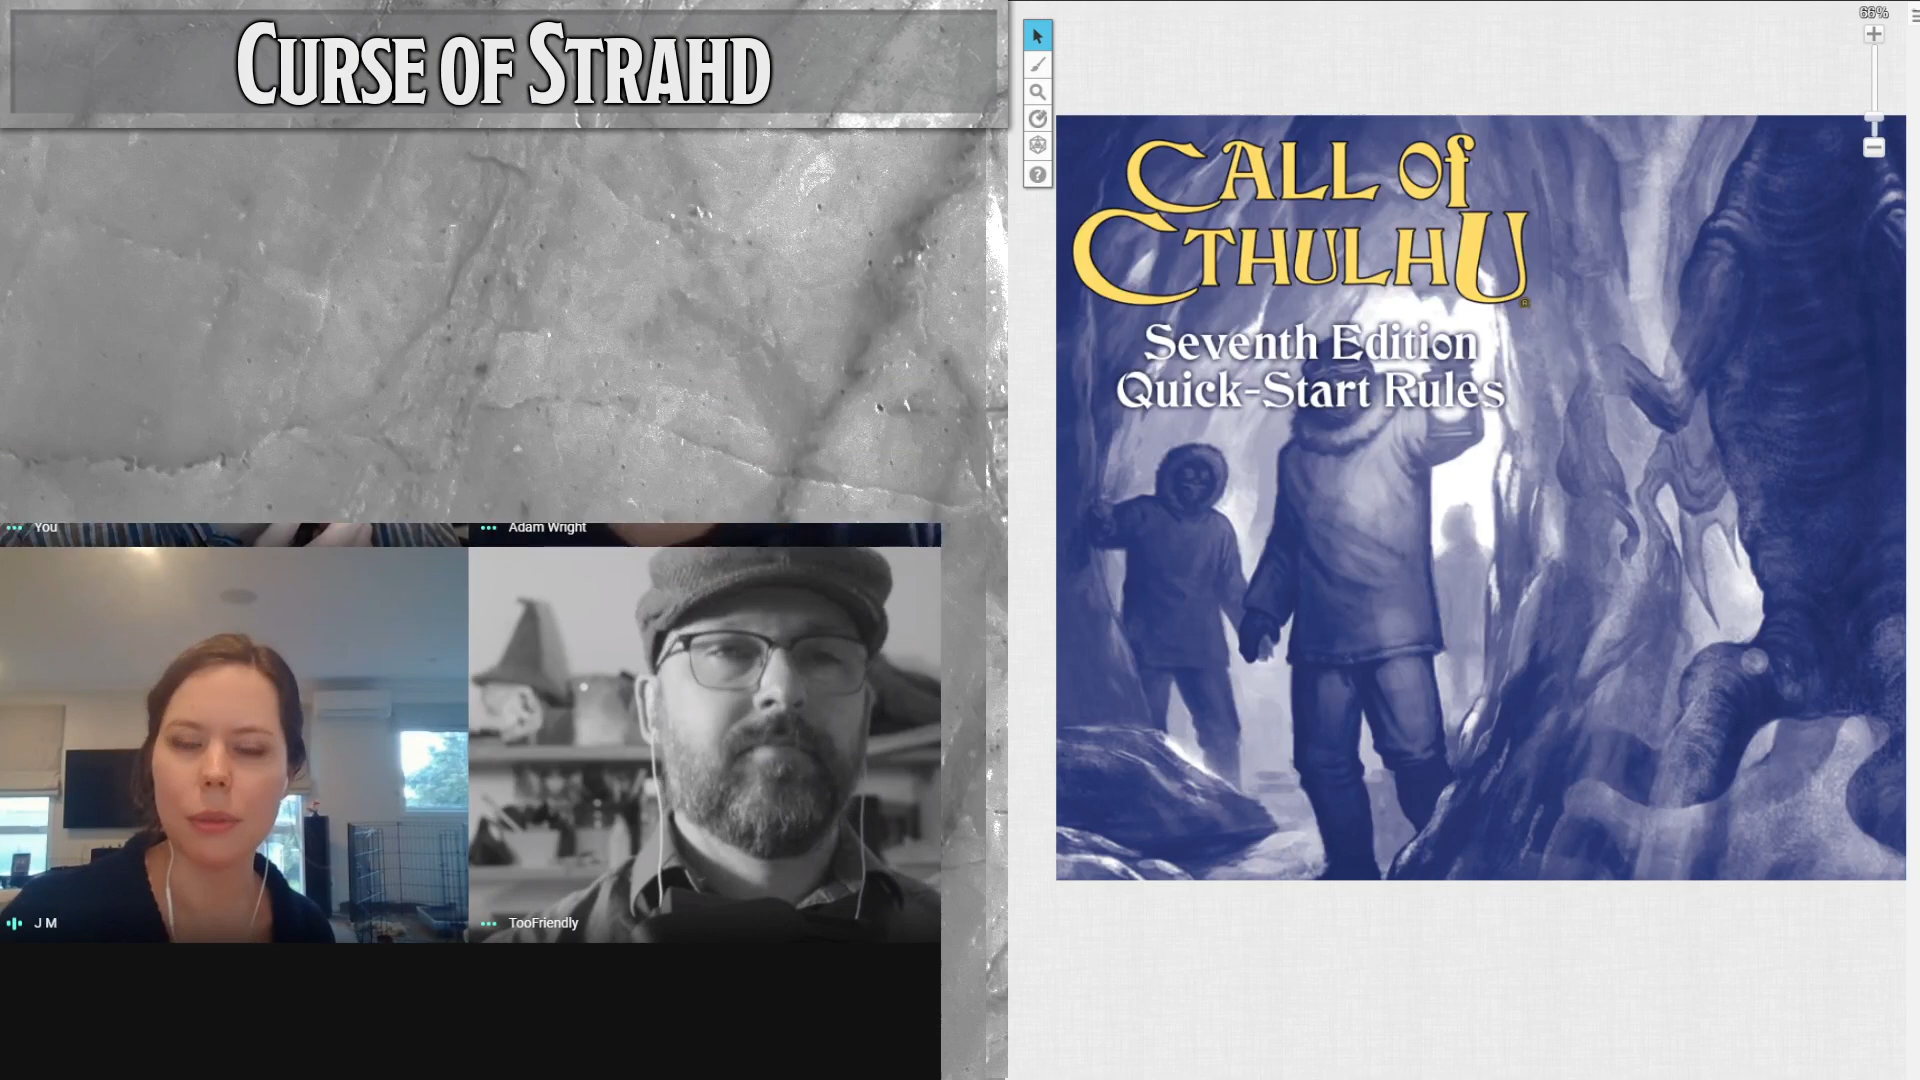 CURSE OF STRAHD
66%
CALL of
CTHULHU
Seventh Edition
Quick-Start Rules
You
Adam Wright
J M
TooFriendly